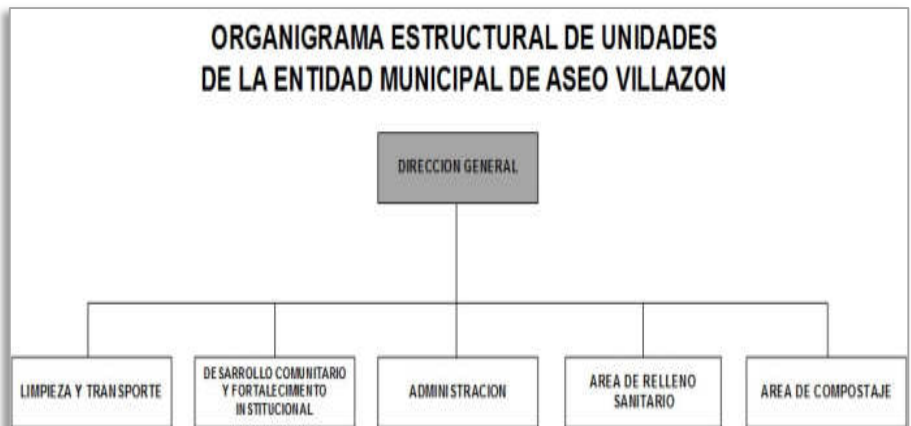 ORGANIGRAMA ESTRUCTURAL DE UNIDADES
DE LA ENTIDAD MUNICIPAL DE ASEO VILLAZON
DIRECCION GENERAL
LIMPIEZA Y TRANSPORTE
DESARROLLO COMUNITARIO
Y FORTALECIMIENTO
INSTITUCIONAL
ADMINISTRACION
AREA DE RELLENO
SANITARIO
AREA DE COMPOSTAJE